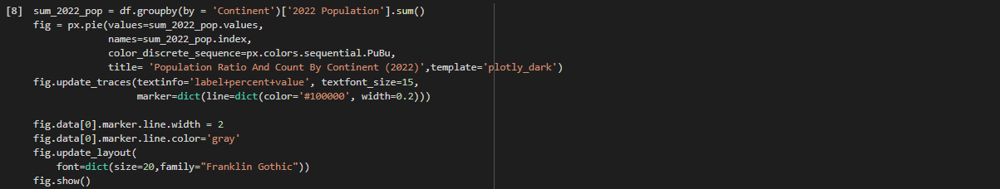 [8] sum_2022_pop = df.groupby(by = 'Continent')['2022 Population'].sum()
fig = px.pie(values=sum_2022_pop.values,
names=sum_2022_pop.index,
color_discrete_sequence=px.colors.sequential.PuBu,
title= 'Population Ratio And Count By Continent (2022)',template='plotly_dark')
fig.update_traces(textinfo='label+percent+value', textfont_size=15,
marker=dict(line=dict(color='#100000', width=0.2)))
fig.data[0].marker.line.width = 2
fig.data[0].marker.line.color='gray'
fig.update_layout(
font=dict(size=20,family="Franklin Gothic"))
fig.show()